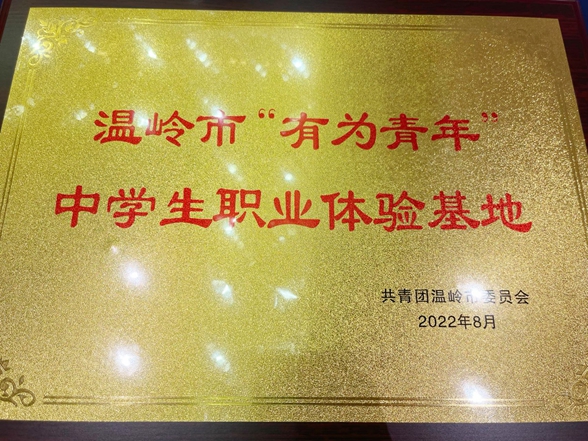 温岭市“有为青年”
中学生职业体验基地
共青团温岭市委员会
2022年8月